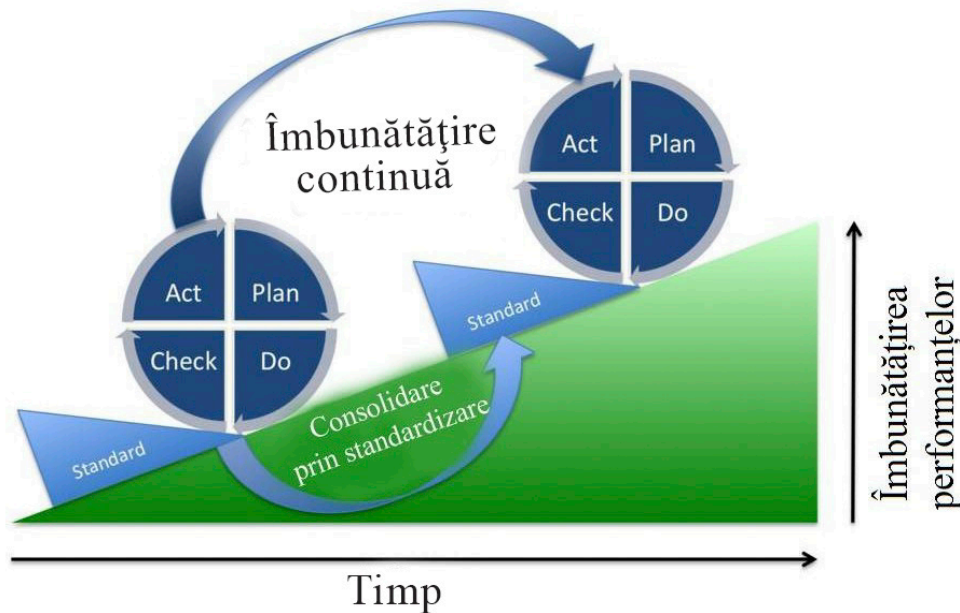 Îmbunătăţire
continuă
Act
Plan
Check
Do
Standard
Act
Plan
Check
Do
Standard
Consolidare
prin standardizare
Îmbunătățirea
performanțelor
Timp